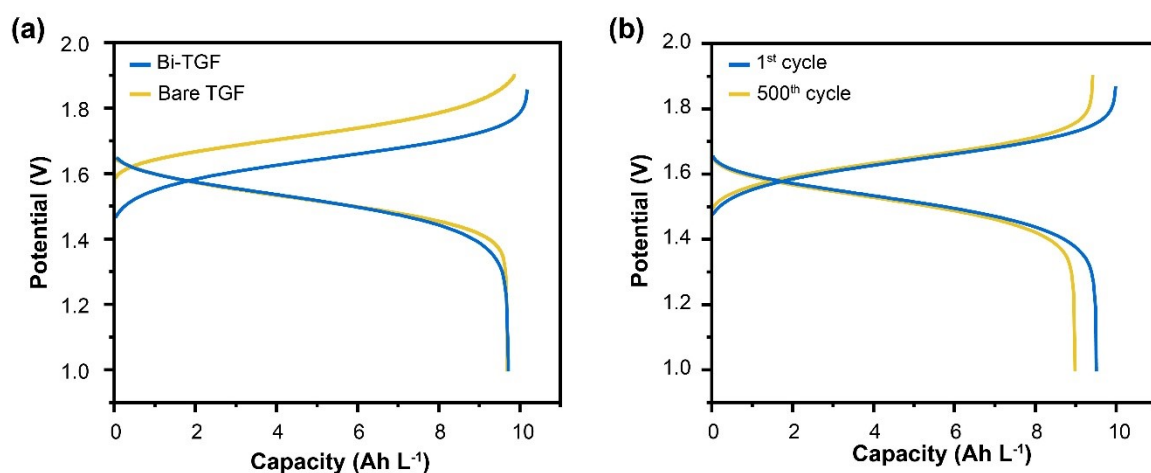 (a)
2.0
1.8
1.6
1.4
1.2
1.0
Potential (V)
Bi-TGF
Bare TGF
0 2 4 6 8 10
Capacity (Ah L⁻¹)
(b)
2.0
1.8
1.6
1.4
1.2
1.0
Potential (V)
1ˢᵗ cycle
500ᵗʰ cycle
0 2 4 6 8 10
Capacity (Ah L⁻¹)